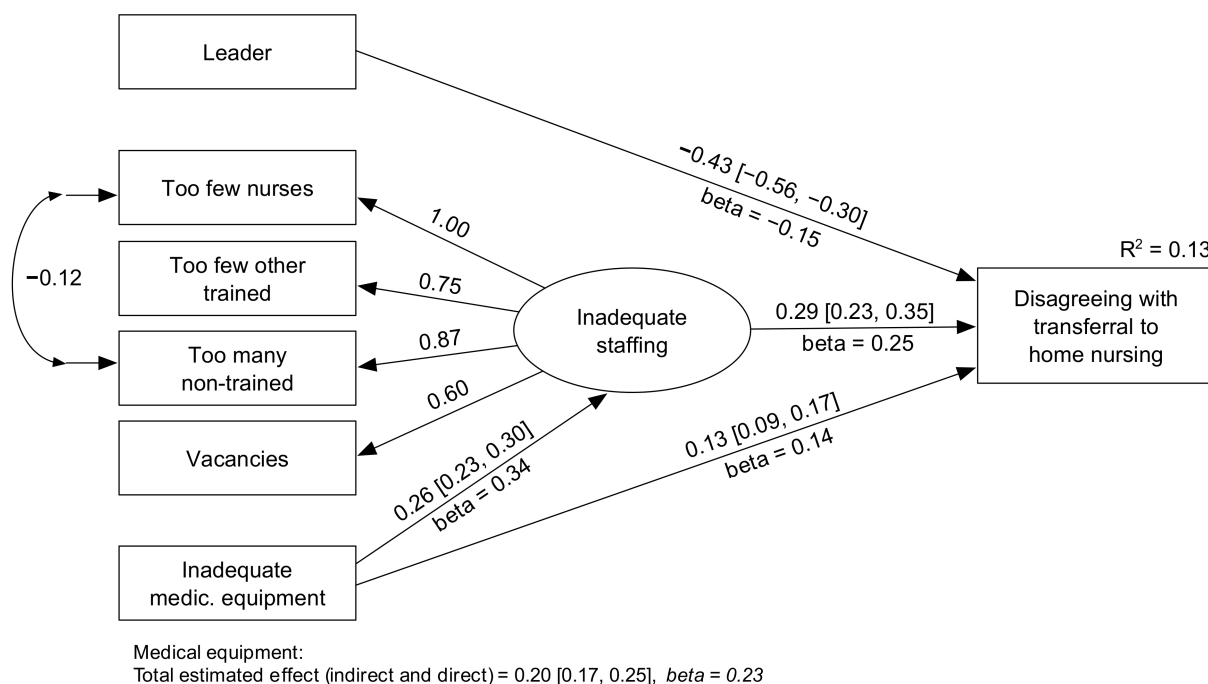 Leader
−0.43 [−0.56, −0.30]
beta = −0.15
Too few nurses
1.00
Too few other
trained
0.75
−0.12
Too many
non-trained
0.87
Vacancies
0.60
Inadequate
staffing
0.29 [0.23, 0.35]
beta = 0.25
R² = 0.13
Disagreeing with
transferral to
home nursing
0.26 [0.23, 0.30]
beta = 0.34
0.13 [0.09, 0.17]
beta = 0.14
Inadequate
medic. equipment
Medical equipment:
Total estimated effect (indirect and direct) = 0.20 [0.17, 0.25], beta = 0.23